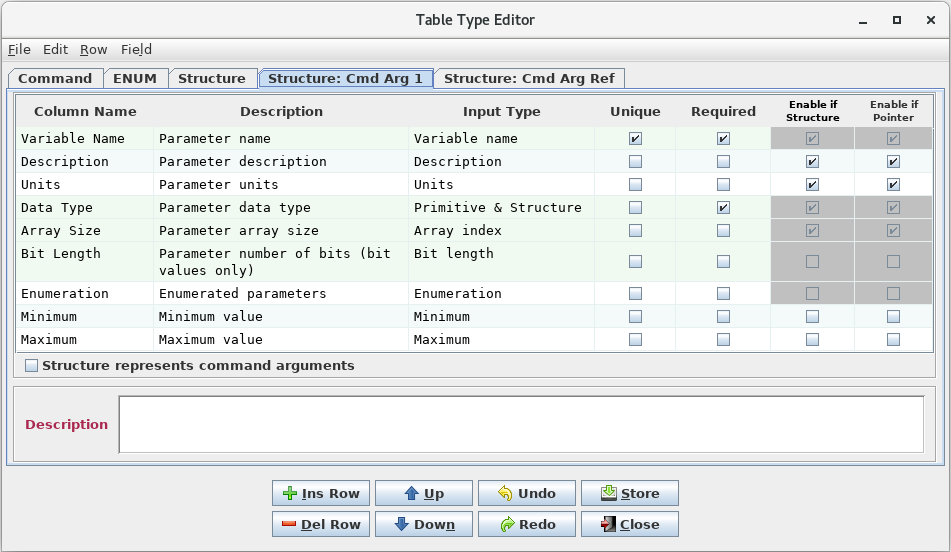 Table Type Editor
File Edit Row Field
Command ENUM Structure Structure: Cmd Arg 1 Structure: Cmd Arg Ref
Column Name Description Input Type Unique Required Enable if Structure Enable if Pointer
Variable Name Parameter name Variable name
Description Parameter description Description
Units Parameter units Units
Data Type Parameter data type Primitive & Structure
Array Size Parameter array size Array index
Bit Length Parameter number of bits (bit Bit length
values only)
Enumeration Enumerated parameters Enumeration
Minimum Minimum value Minimum
Maximum Maximum value Maximum
Structure represents command arguments
Description
Ins Row Up Undo Store
Del Row Down Redo Close